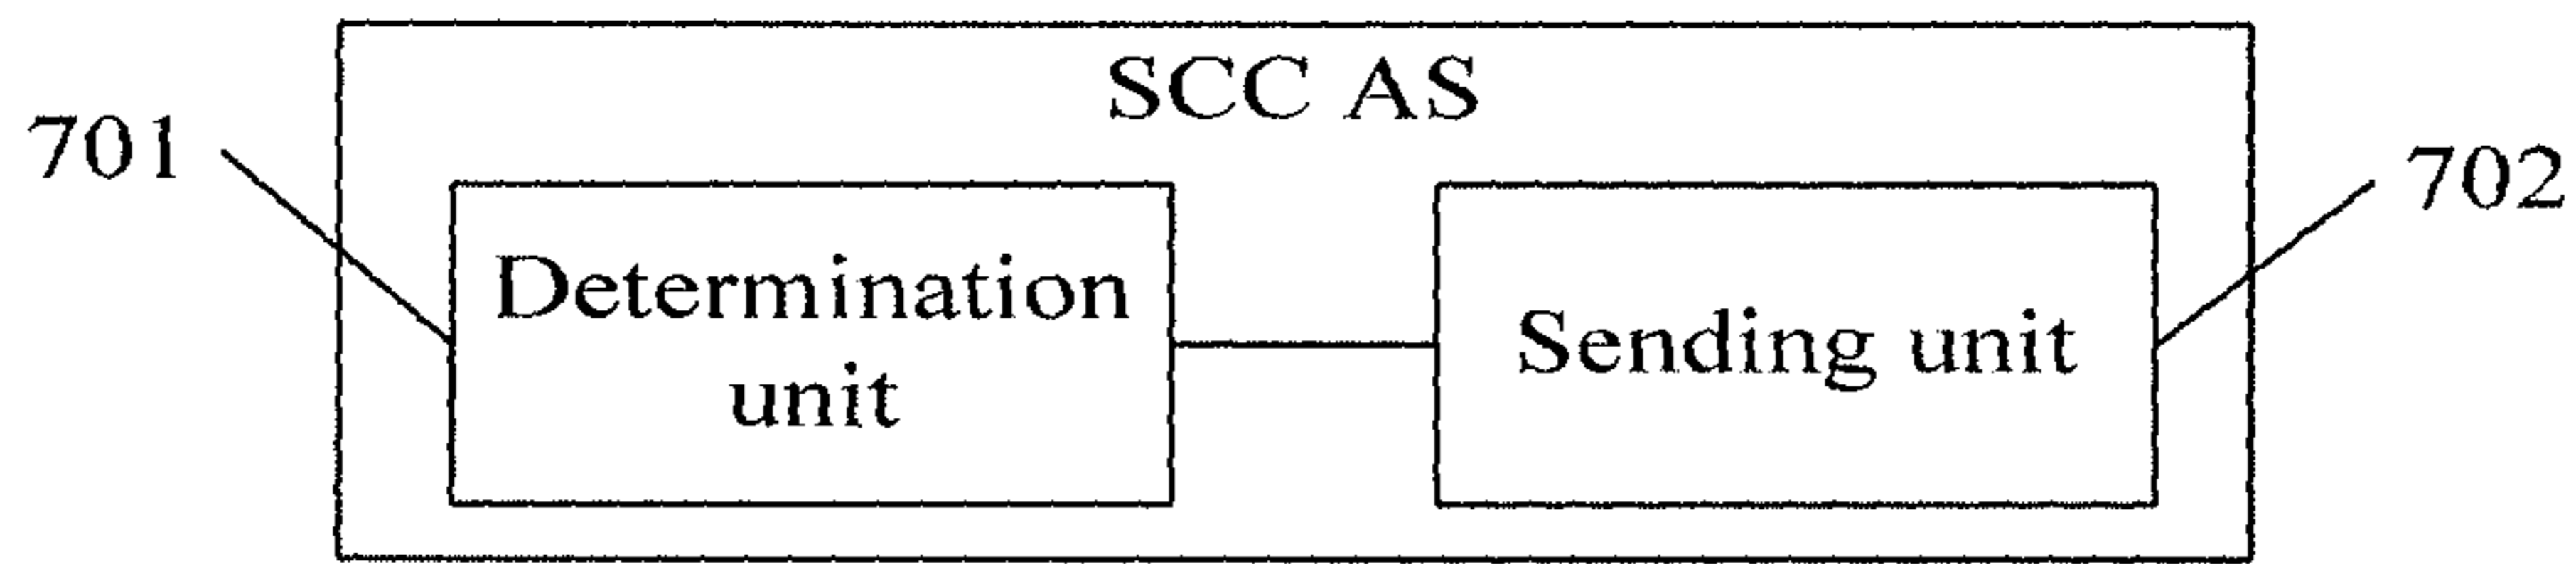 SCC AS
701
702
Determination
unit
Sending unit